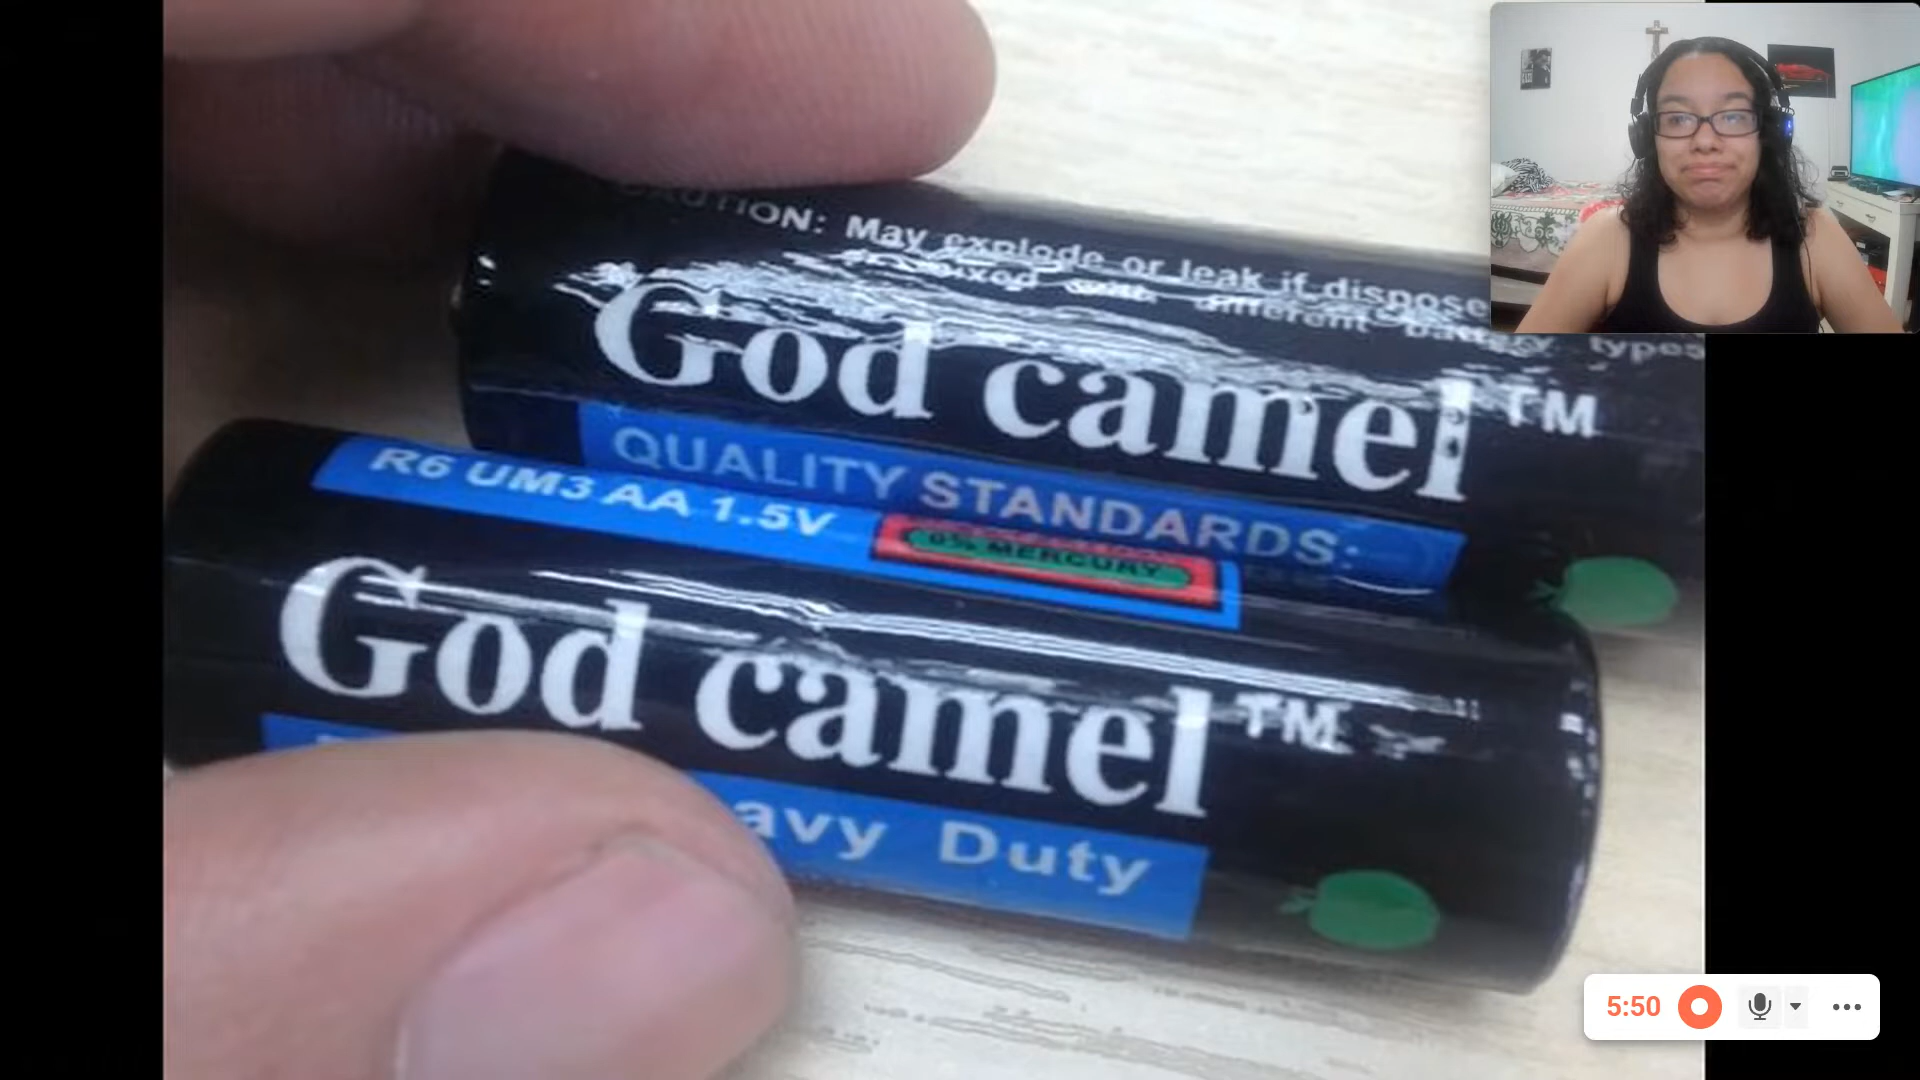 CAUTION: May explode or leak if dispose
mixed with different battery types
God camel™
QUALITY STANDARDS:
R6 UM3 AA 1.5V
0% MERCURY
God camel™
avy Duty
5:50